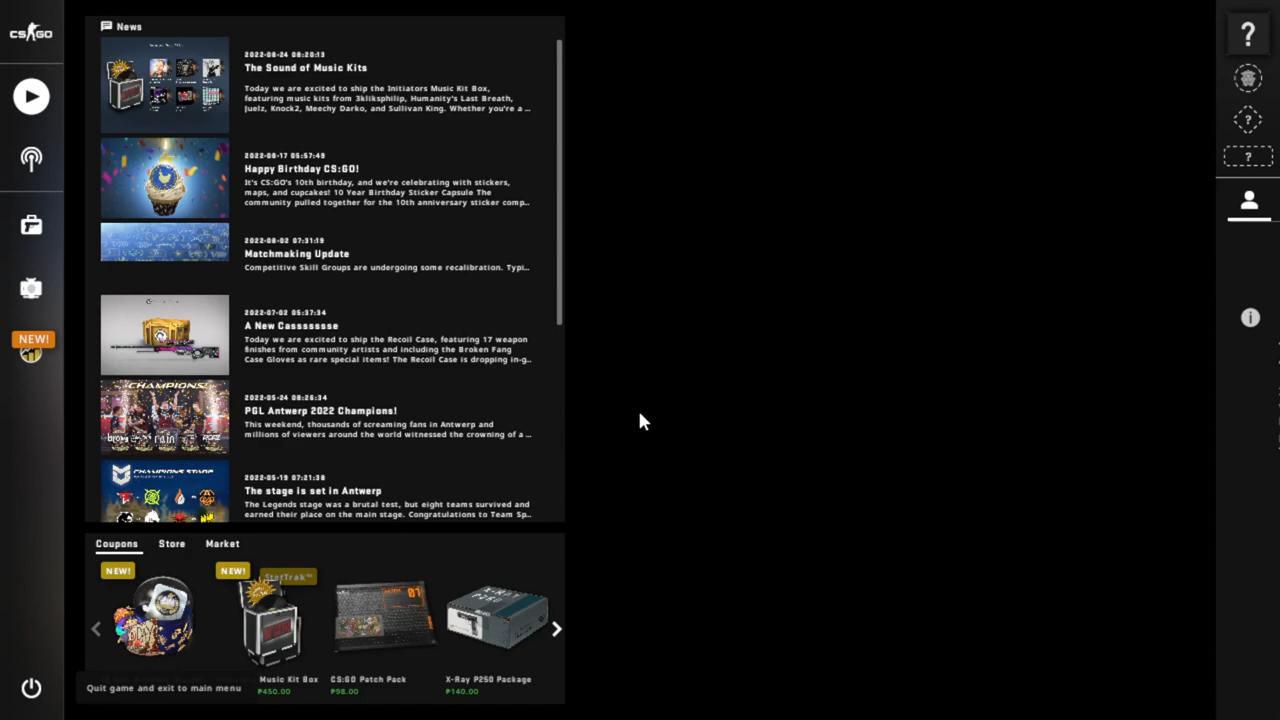 CS GO
News
2022-08-24 08:20:13
The Sound of Music Kits
Today we are excited to ship the Initiators Music Kit Box,
featuring music kits from 3kliksphilip, Humanity's Last Breath,
Juelz, Knock2, Meechy Darko, and Sullivan King. Whether you're a ...
2022-08-17 05:57:49
Happy Birthday CS:GO!
It's CS:GO's 10th birthday, and we're celebrating with stickers,
maps, and cupcakes! 10 Year Birthday Sticker Capsule The
community pulled together for the 10th anniversary sticker comp...
2022-08-02 07:31:19
Matchmaking Update
Competitive Skill Groups are undergoing some recalibration. Typi...
2022-07-02 05:37:34
A New Casssssse
Today we are excited to ship the Recoil Case, featuring 17 weapon
finishes from community artists and including the Broken Fang
Case Gloves as rare special items! The Recoil Case is dropping in-g...
CHAMPIONS!
rain
2022-05-24 08:26:34
PGL Antwerp 2022 Champions!
This weekend, thousands of screaming fans in Antwerp and
millions of viewers around the world witnessed the crowning of a ...
CHAMPIONS STAGE
2022-05-19 07:21:38
The stage is set in Antwerp
The Legends stage was a brutal test, but eight teams survived and
earned their place on the main stage. Congratulations to Team Sp...
Coupons Store Market
NEW!
NEW!
StatTrak™
01
X-RAY
P250
Music Kit Box
₽450.00
CS:GO Patch Pack
₽98.00
X-Ray P250 Package
₽140.00
Quit game and exit to main menu
NEW!
?
?
?